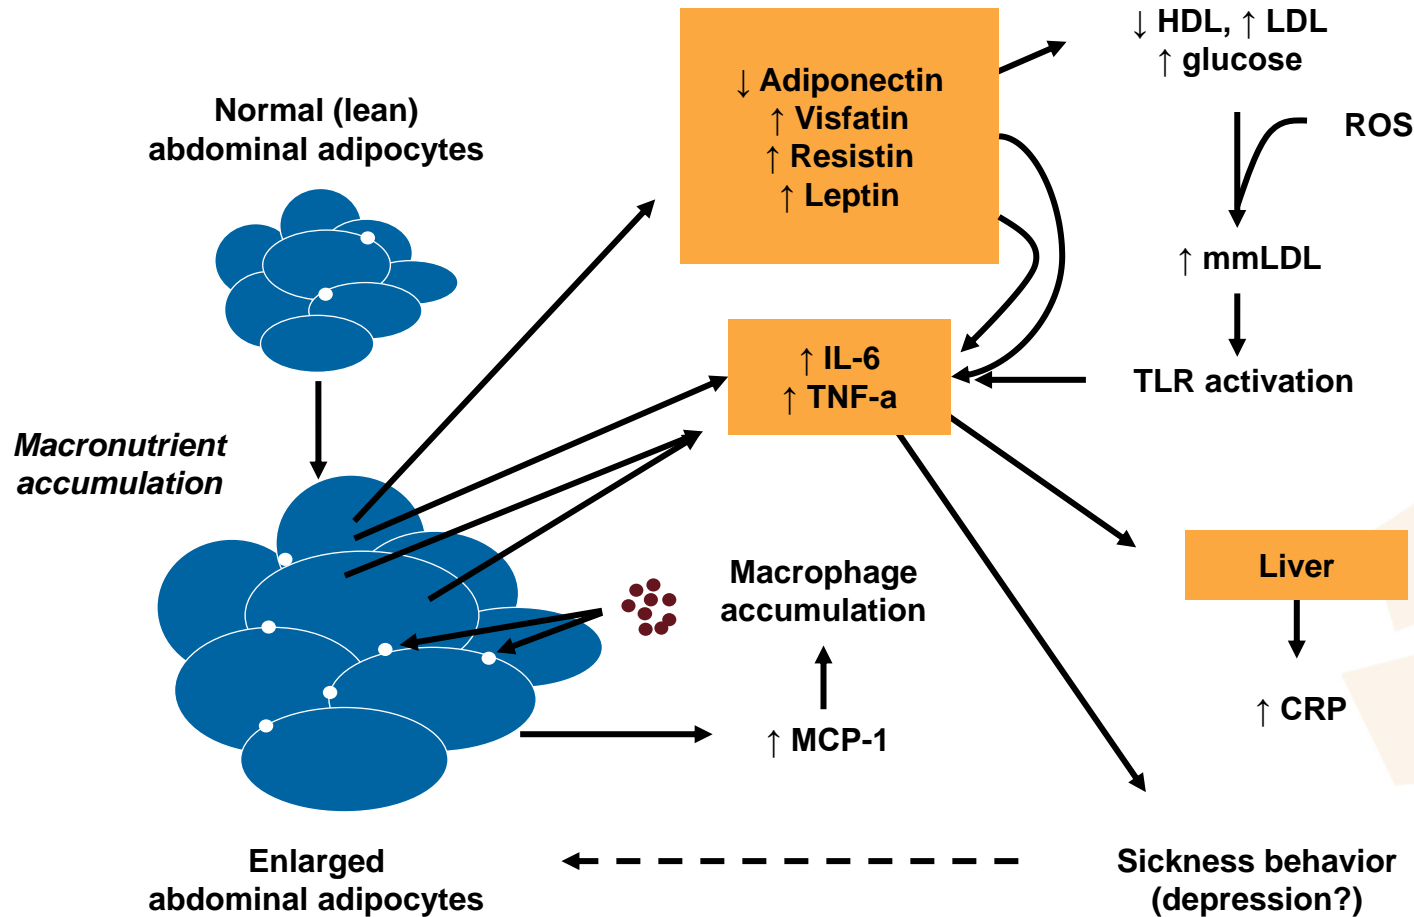 Normal (lean)
abdominal adipocytes
Macronutrient
accumulation
Enlarged
abdominal adipocytes
↓ Adiponectin
↑ Visfatin
↑ Resistin
↑ Leptin
↑ IL-6
↑ TNF-a
Macrophage
accumulation
↑ MCP-1
↓ HDL, ↑ LDL
↑ glucose
ROS
↑ mmLDL
TLR activation
Liver
↑ CRP
Sickness behavior
(depression?)